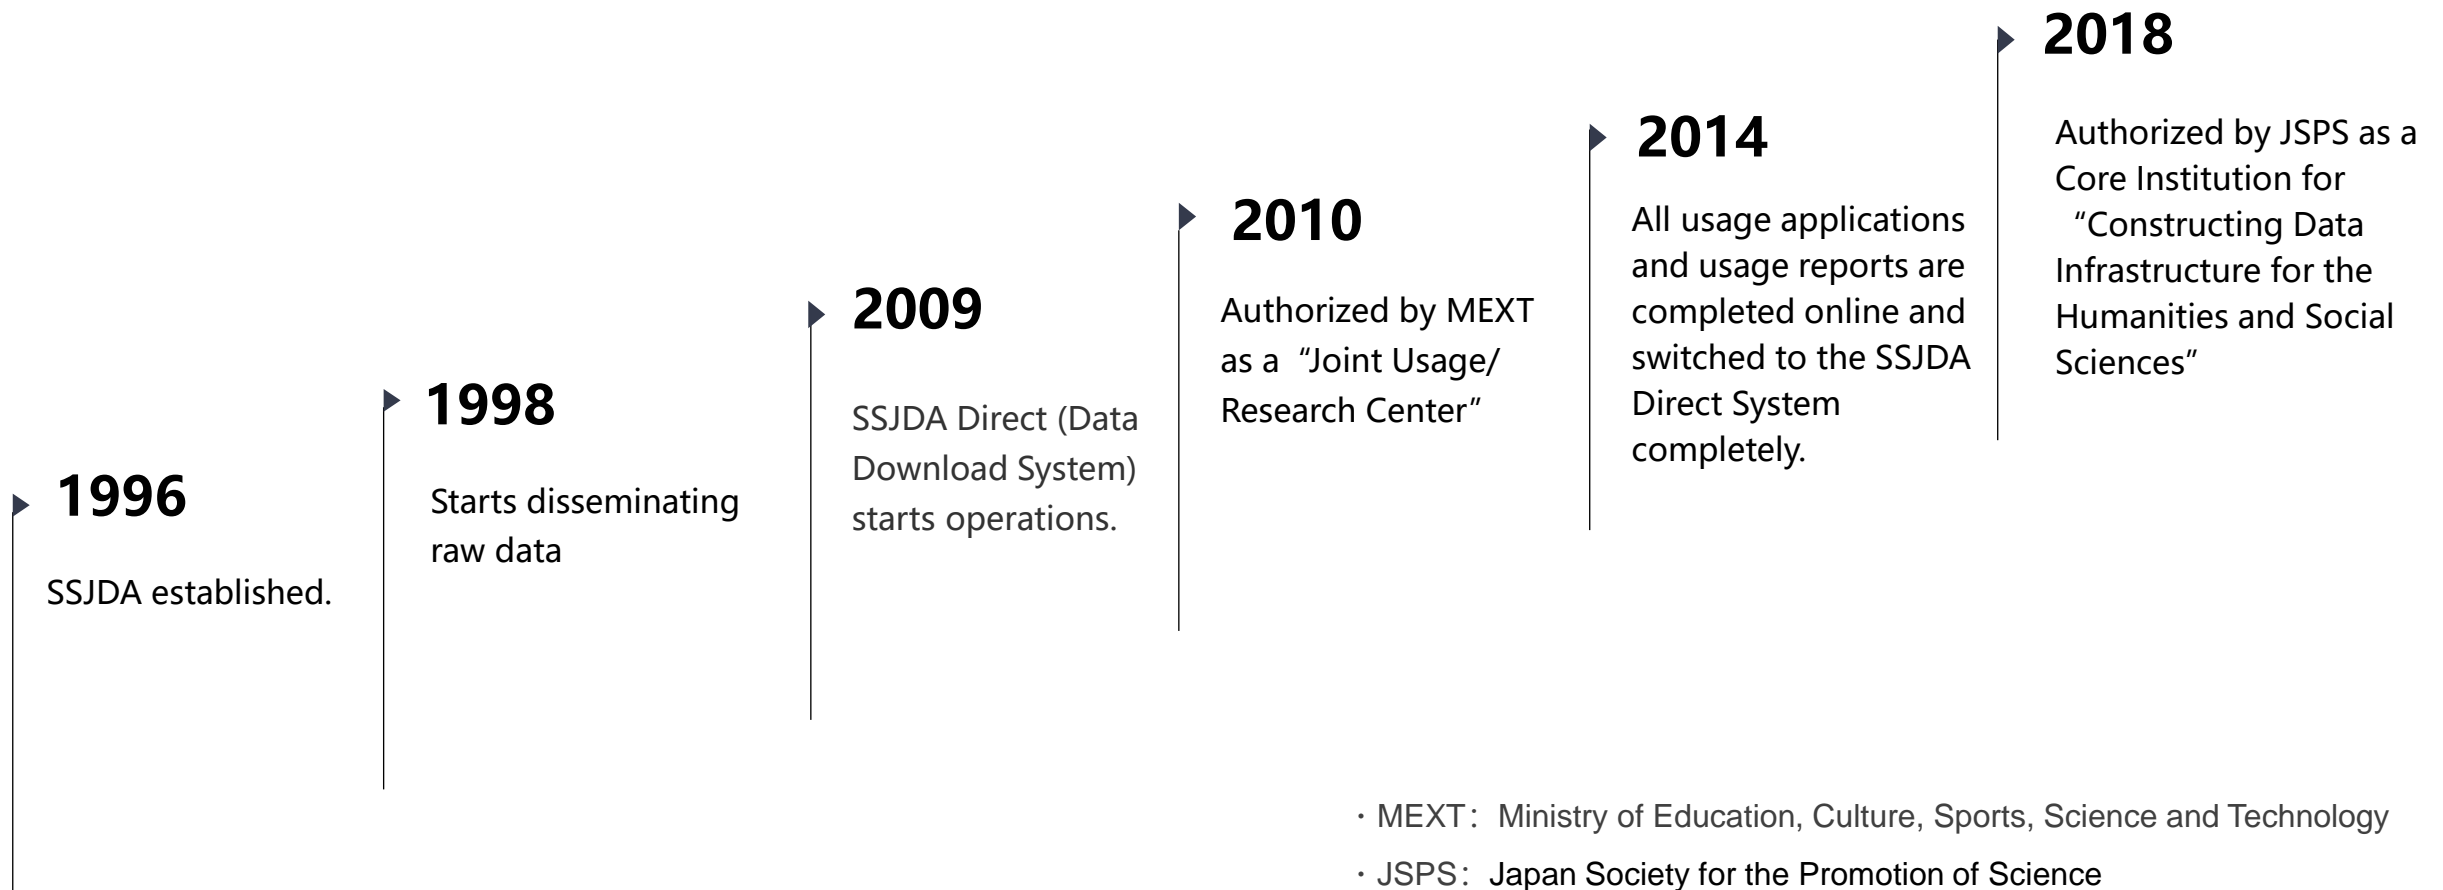 1996
SSJDA established.
1998
Starts disseminating
raw data
2009
SSJDA Direct (Data
Download System)
starts operations.
2010
Authorized by MEXT
as a “Joint Usage/
Research Center”
2014
All usage applications
and usage reports are
completed online and
switched to the SSJDA
Direct System
completely.
2018
Authorized by JSPS as a
Core Institution for
“Constructing Data
Infrastructure for the
Humanities and Social
Sciences”
・MEXT：Ministry of Education, Culture, Sports, Science and Technology
・JSPS：Japan Society for the Promotion of Science